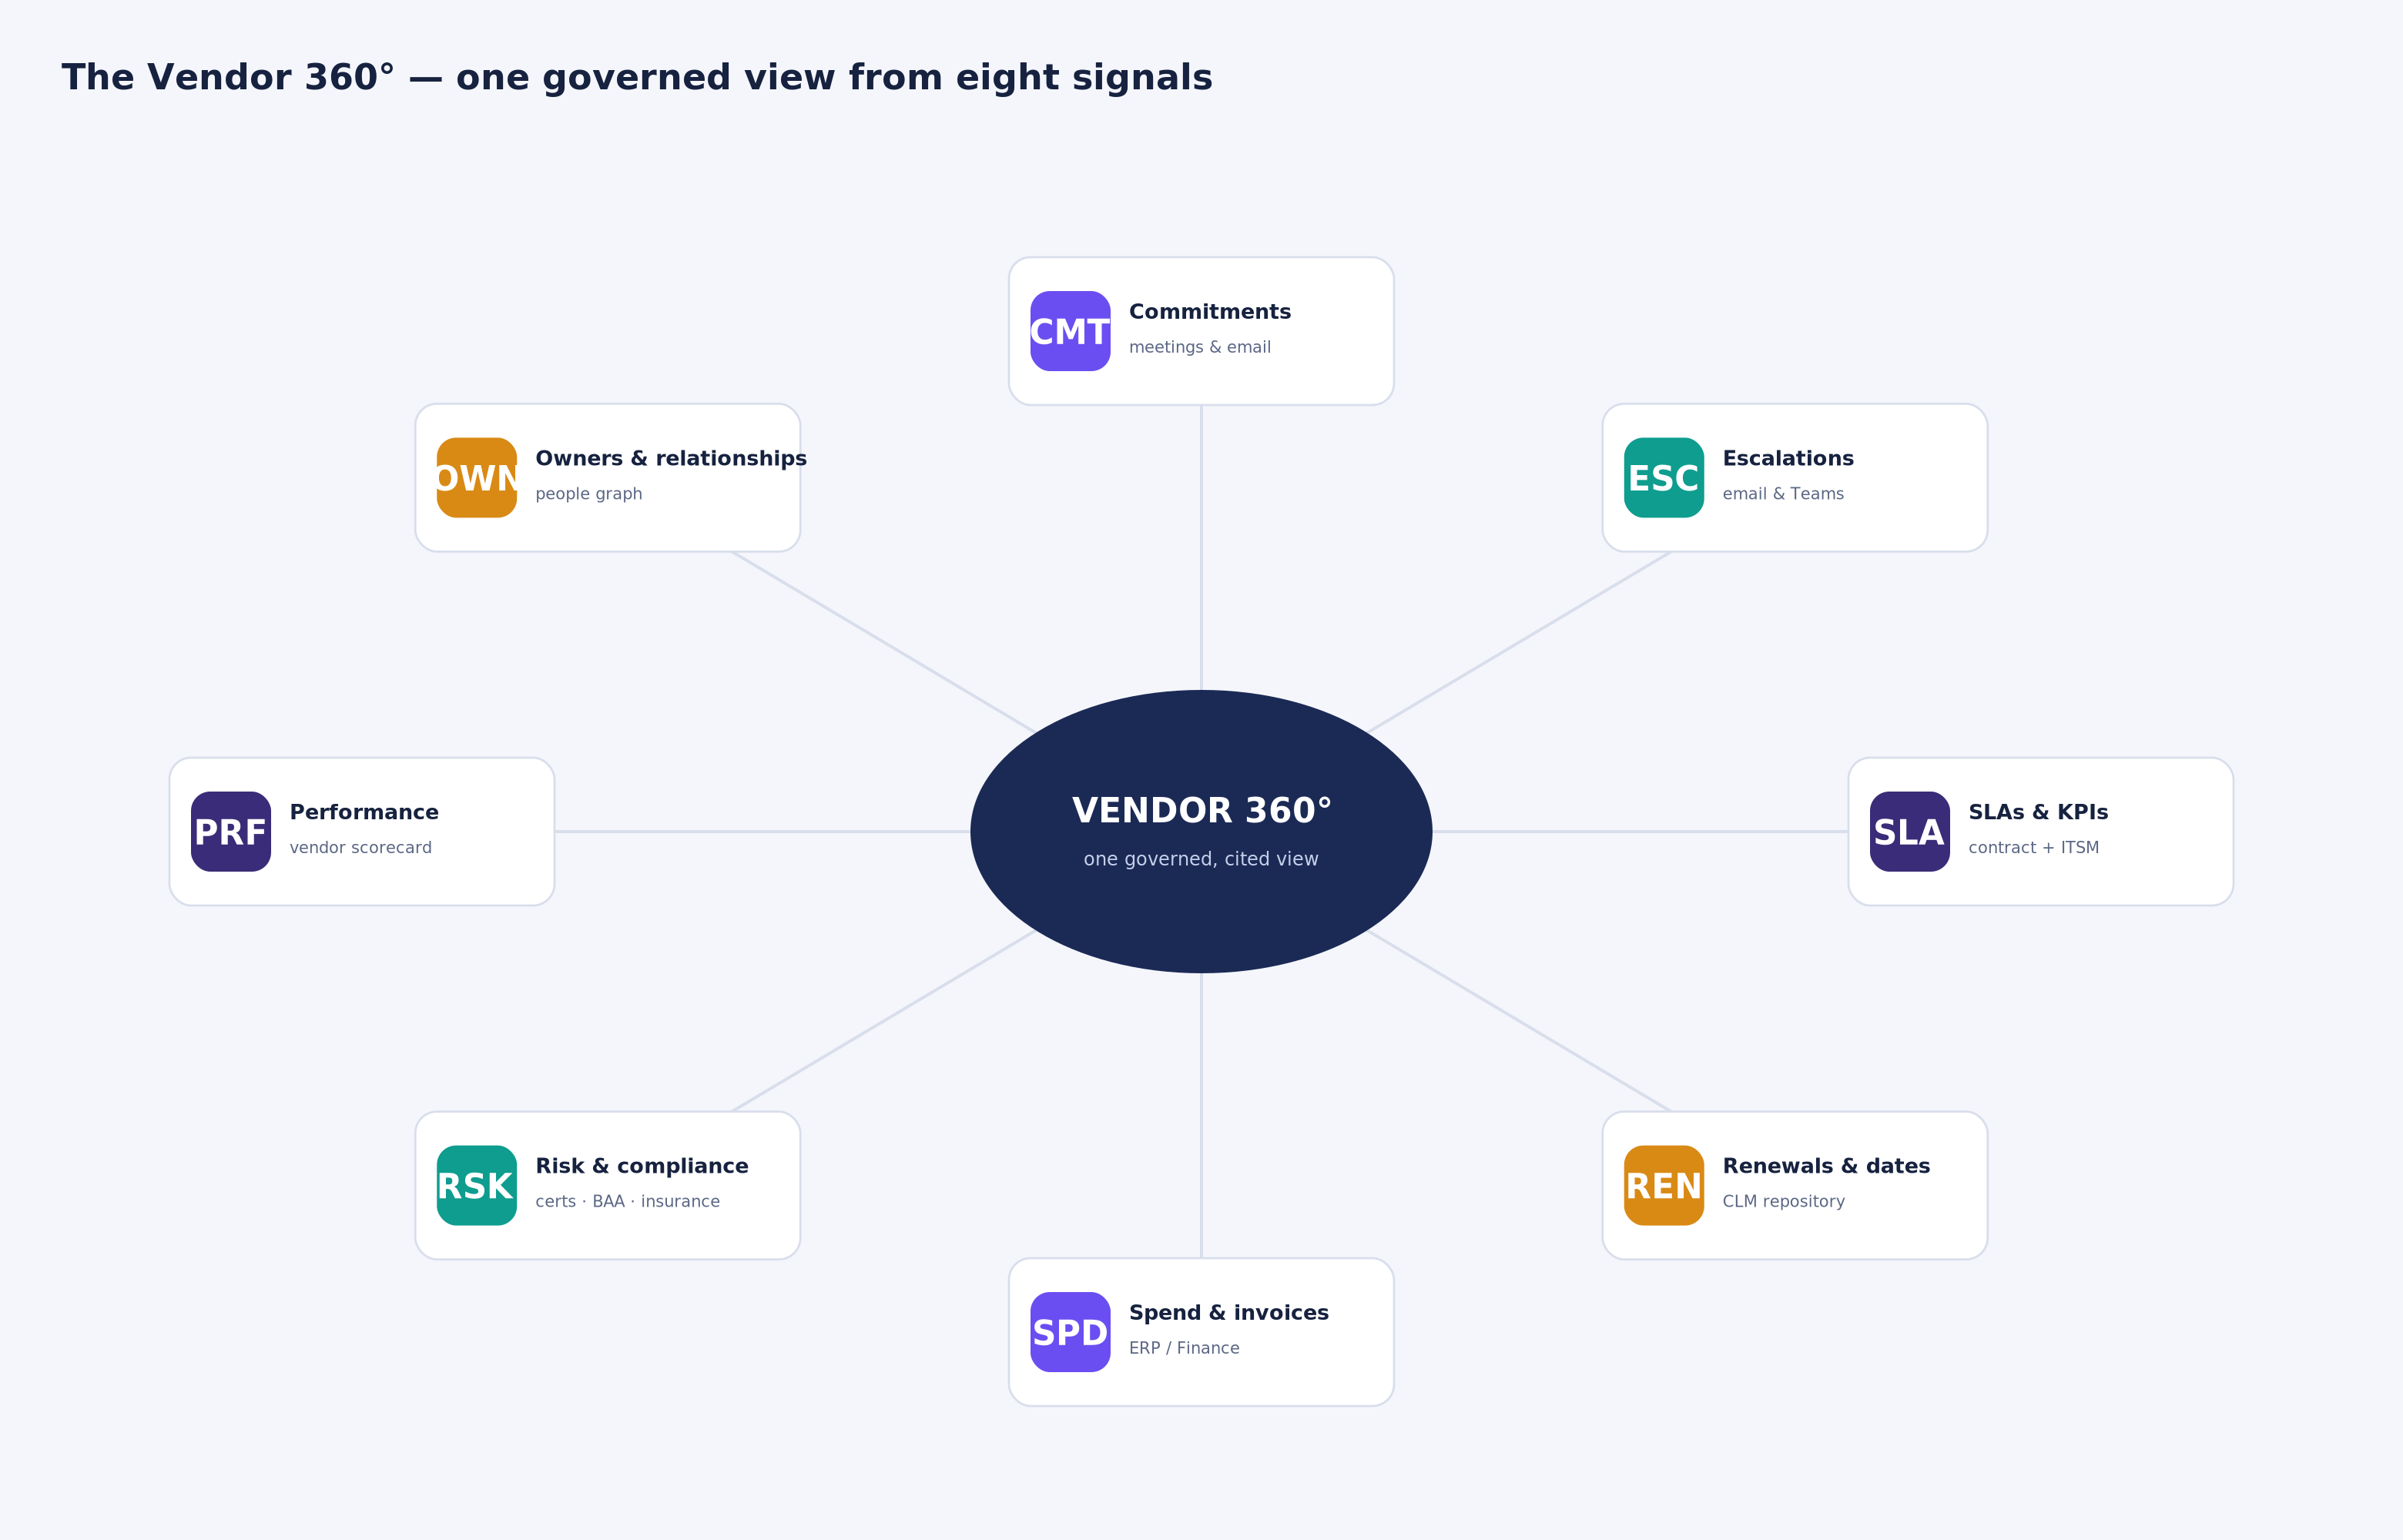 The Vendor 360° — one governed view from eight signals
CMT
Commitments
meetings & email
OWN
Owners & relationships
people graph
ESC
Escalations
email & Teams
PRF
Performance
vendor scorecard
VENDOR 360°
one governed, cited view
SLA
SLAs & KPIs
contract + ITSM
RSK
Risk & compliance
certs · BAA · insurance
REN
Renewals & dates
CLM repository
SPD
Spend & invoices
ERP / Finance